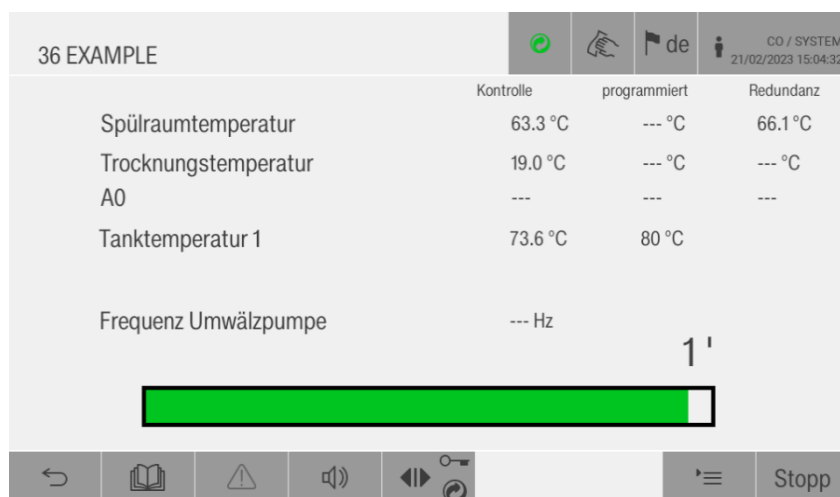 36 EXAMPLE
de
CO / SYSTEM
21/02/2023 15:04:32
Kontrolle programmiert Redundanz
Spülraumtemperatur 63.3 °C --- °C 66.1 °C
Trocknungstemperatur 19.0 °C --- °C --- °C
A0 --- --- ---
Tanktemperatur 1 73.6 °C 80 °C
Frequenz Umwälzpumpe --- Hz
1 '
Stopp